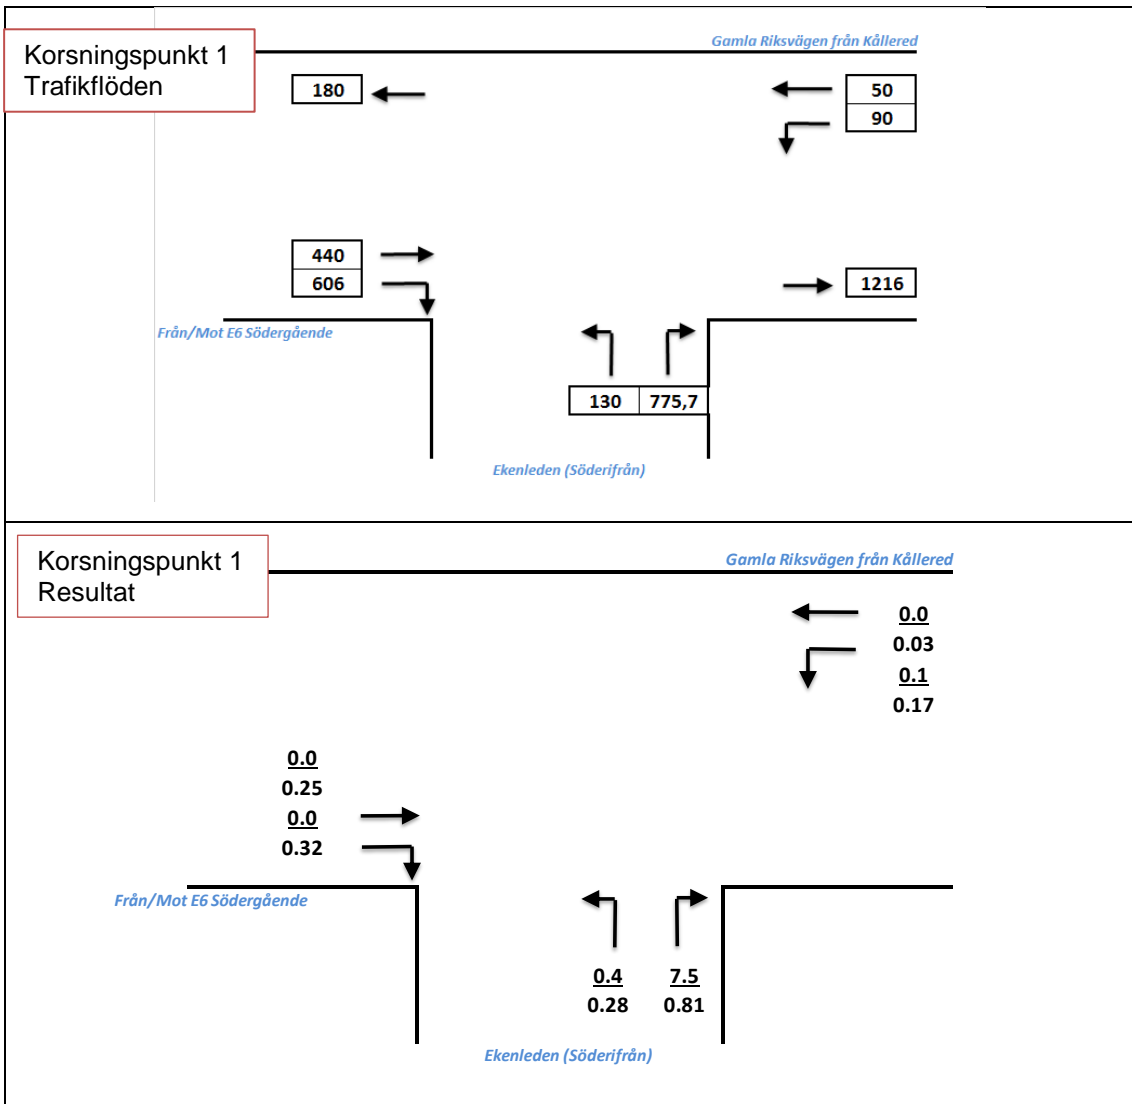 Korsningspunkt 1
Trafikflöden
Gamla Riksvägen från Kållered
180
50
90
440
606
1216
Från/Mot E6 Södergående
130 775,7
Ekenleden (Söderifrån)
Korsningspunkt 1
Resultat
Gamla Riksvägen från Kållered
0.0
0.03
0.1
0.17
0.0
0.25
0.0
0.32
Från/Mot E6 Södergående
0.4 7.5
0.28 0.81
Ekenleden (Söderifrån)